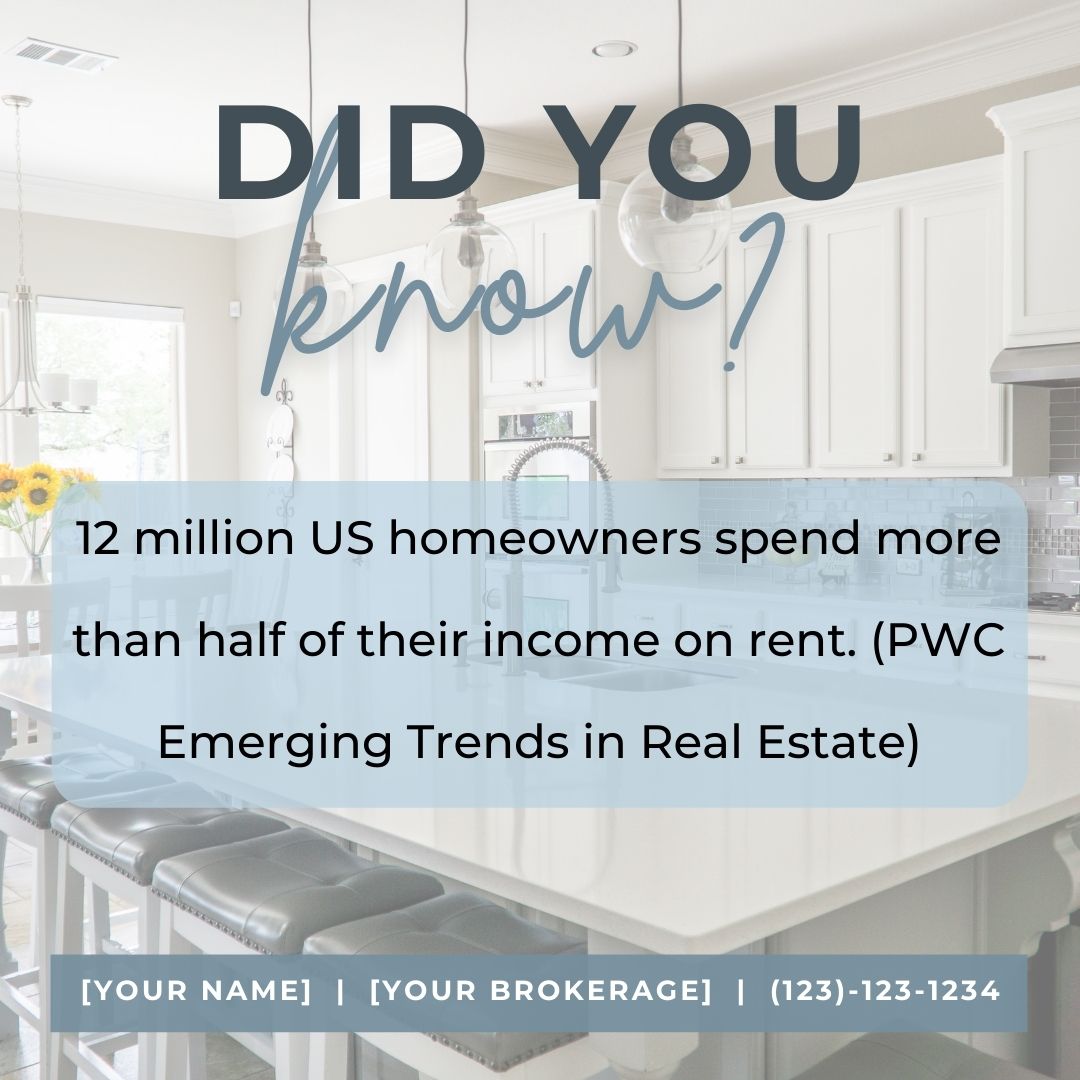 DID YOU
know?
12 million US homeowners spend more
than half of their income on rent. (PWC
Emerging Trends in Real Estate)
[YOUR NAME] | [YOUR BROKERAGE] | (123)-123-1234